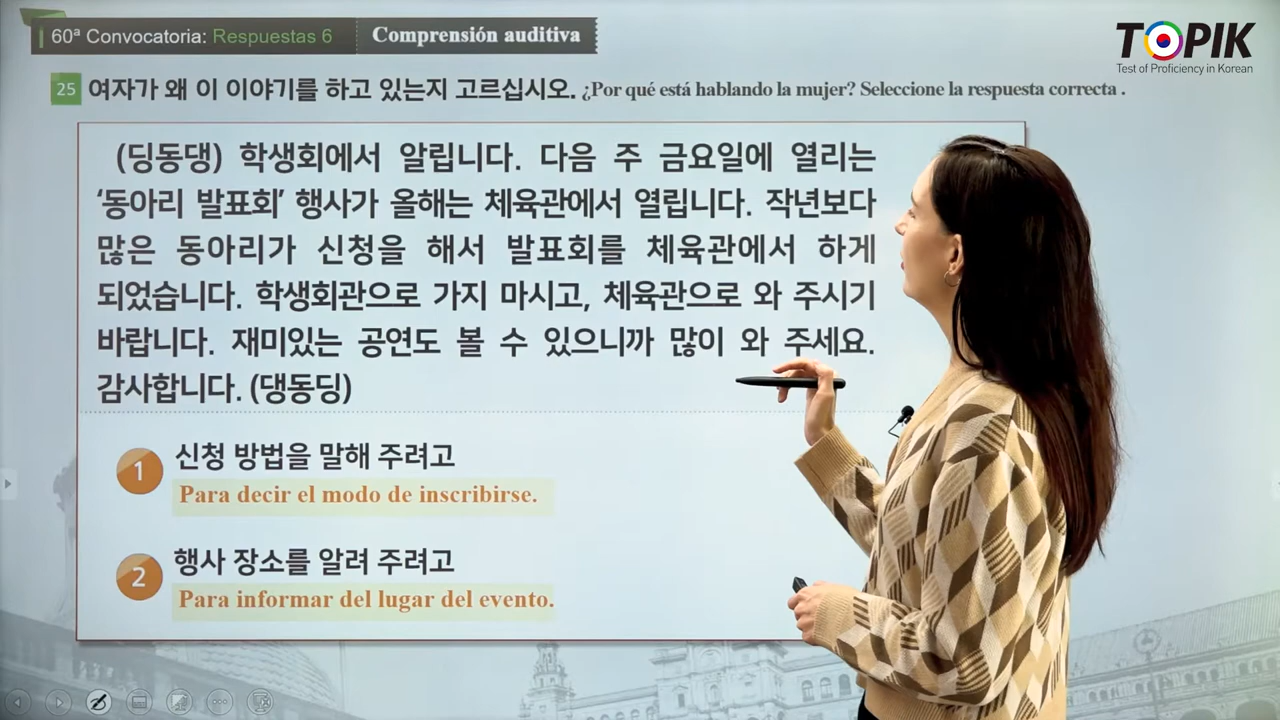 60ª Convocatoria: Respuestas 6
Comprensión auditiva
TOPIK
Test of Proficiency in Korean
25 여자가 왜 이 이야기를 하고 있는지 고르십시오. ¿Por qué está hablando la mujer? Seleccione la respuesta correcta .
(딩동댕) 학생회에서 알립니다. 다음 주 금요일에 열리는
‘동아리 발표회’ 행사가 올해는 체육관에서 열립니다. 작년보다
많은 동아리가 신청을 해서 발표회를 체육관에서 하게
되었습니다. 학생회관으로 가지 마시고, 체육관으로 와 주시기
바랍니다. 재미있는 공연도 볼 수 있으니까 많이 와 주세요.
감사합니다. (댕동딩)
1 신청 방법을 말해 주려고
Para decir el modo de inscribirse.
2 행사 장소를 알려 주려고
Para informar del lugar del evento.